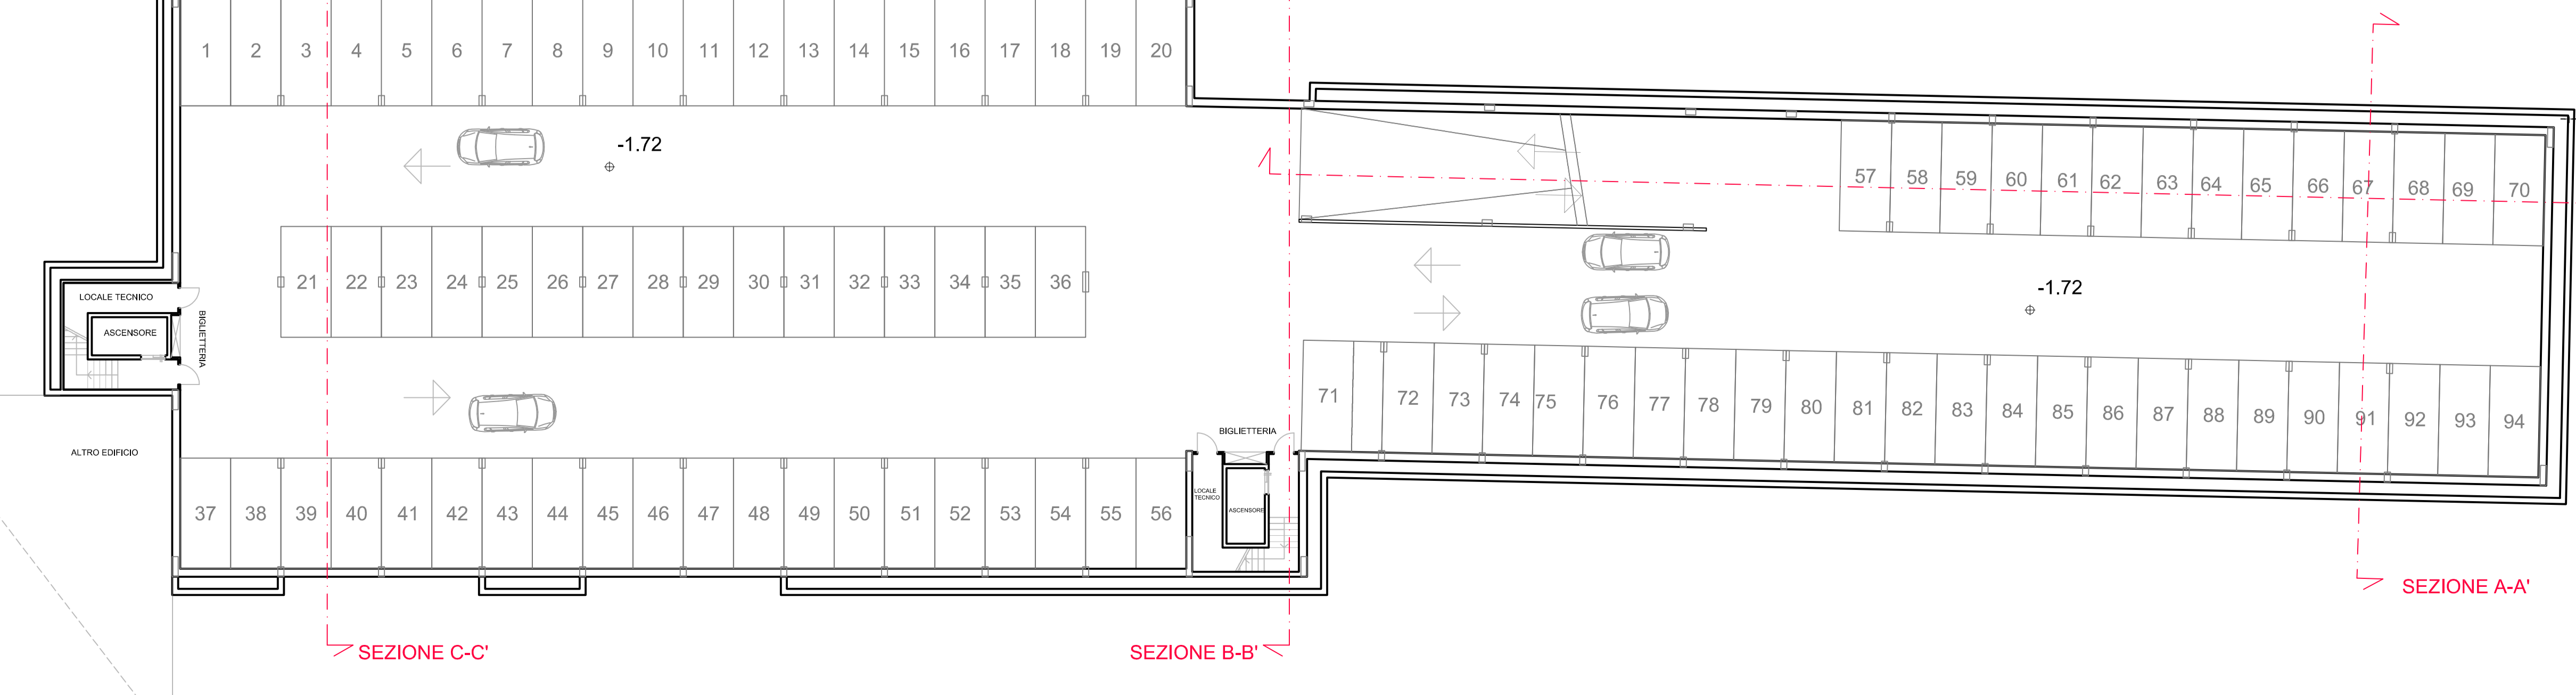 1 2 3 4 5 6 7 8 9 10 11 12 13 14 15 16 17 18 19 20
-1.72
57 58 59 60 61 62 63 64 65 66 67 68 69 70
21 22 23 24 25 26 27 28 29 30 31 32 33 34 35 36
-1.72
LOCALE TECNICO
ASCENSORE
BIGLIETTERIA
71 72 73 74 75 76 77 78 79 80 81 82 83 84 85 86 87 88 89 90 91 92 93 94
BIGLIETTERIA
ALTRO EDIFICIO
LOCALE
TECNICO
ASCENSORE
37 38 39 40 41 42 43 44 45 46 47 48 49 50 51 52 53 54 55 56
SEZIONE A-A'
SEZIONE C-C'
SEZIONE B-B'